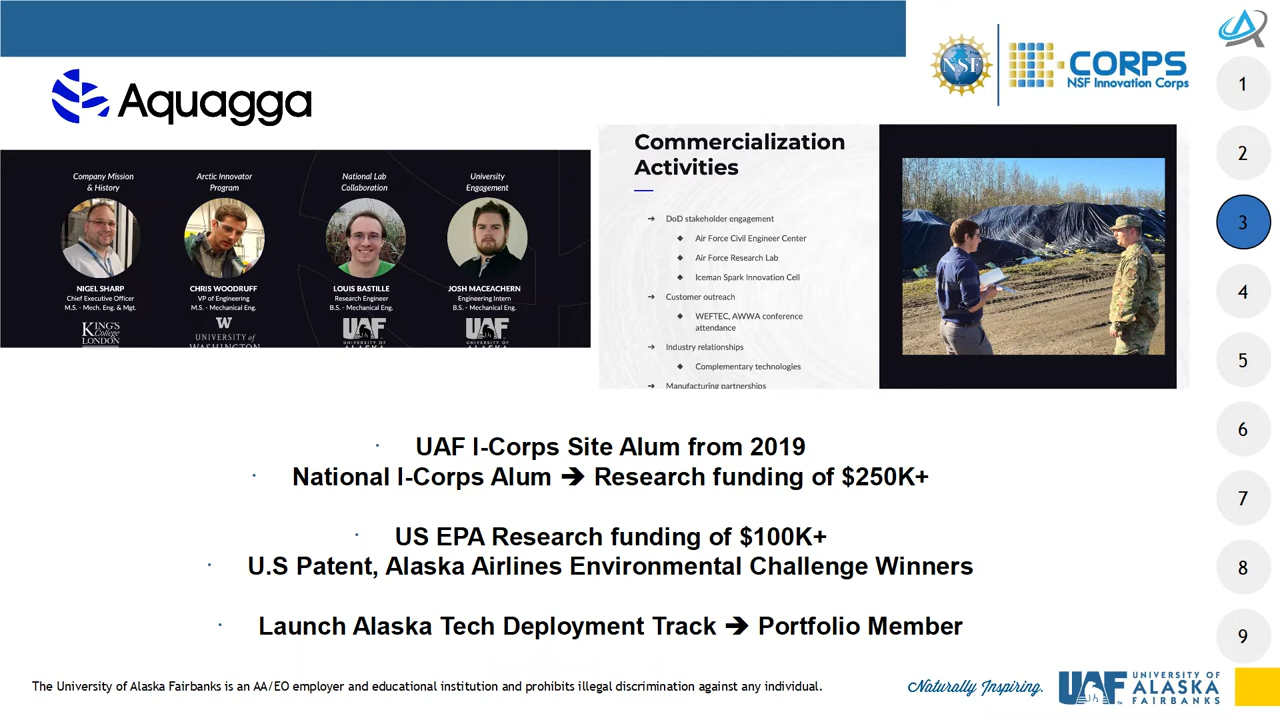 NSF
CORPS
NSF Innovation Corps
Aquagga
Company Mission
& History
Arctic Innovator
Program
National Lab
Collaboration
University
Engagement
NIGEL SHARP
Chief Executive Officer
M.S. - Mech. Eng. & Mgt.
KING'S
College
LONDON
CHRIS WOODRUFF
VP of Engineering
M.S. - Mechanical Eng.
W
UNIVERSITY of
WASHINGTON
LOUIS BASTILLE
Research Engineer
B.S. - Mechanical Eng.
UAF
UNIVERSITY OF
JOSH MACEACHERN
Engineering Intern
B.S. - Mechanical Eng.
UAF
UNIVERSITY OF
Commercialization
Activities
➔ DoD stakeholder engagement
◆ Air Force Civil Engineer Center
◆ Air Force Research Lab
◆ Iceman Spark Innovation Cell
➔ Customer outreach
◆ WEFTEC, AWWA conference
attendance
➔ Industry relationships
◆ Complementary technologies
➔ Manufacturing partnerships
1
2
3
4
5
6
7
8
9
· UAF I-Corps Site Alum from 2019
· National I-Corps Alum ➔ Research funding of $250K+
· US EPA Research funding of $100K+
· U.S Patent, Alaska Airlines Environmental Challenge Winners
· Launch Alaska Tech Deployment Track ➔ Portfolio Member
The University of Alaska Fairbanks is an AA/EO employer and educational institution and prohibits illegal discrimination against any individual.
Naturally Inspiring.
UAF
UNIVERSITY OF
ALASKA
FAIRBANKS